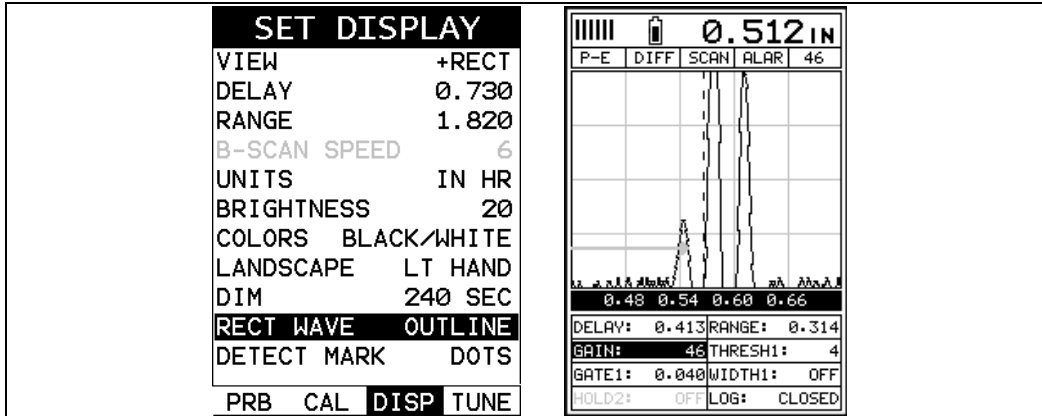 SET DISPLAY
VIEW +RECT
DELAY 0.730
RANGE 1.820
B-SCAN SPEED 6
UNITS IN HR
BRIGHTNESS 20
COLORS BLACK/WHITE
LANDSCAPE LT HAND
DIM 240 SEC
RECT WAVE OUTLINE
DETECT MARK DOTS
PRB CAL DISP TUNE
0.512 IN
P-E DIFF SCAN ALAR 46
0.48 0.54 0.60 0.66
DELAY: 0.413 RANGE: 0.314
GAIN: 46 THRESH1: 4
GATE1: 0.040 WIDTH1: OFF
HOLD2: OFF LOG: CLOSED